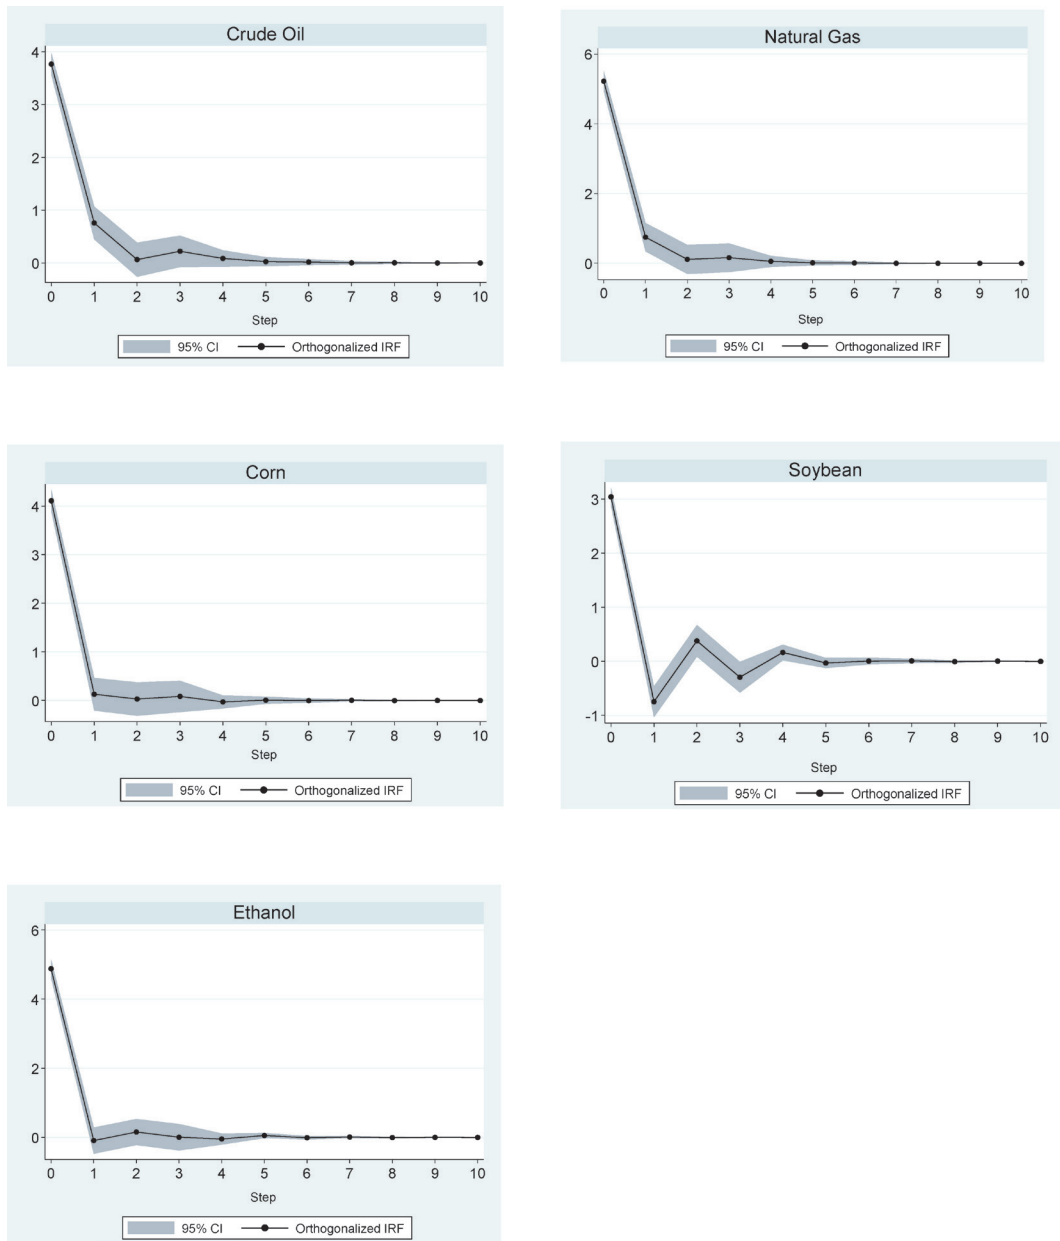 Crude Oil
4
3
2
1
0
0 1 2 3 4 5 6 7 8 9 10
Step
95% CI Orthogonalized IRF
Natural Gas
6
4
2
0
0 1 2 3 4 5 6 7 8 9 10
Step
95% CI Orthogonalized IRF
Corn
4
3
2
1
0
0 1 2 3 4 5 6 7 8 9 10
Step
95% CI Orthogonalized IRF
Soybean
3
2
1
0
-1
0 1 2 3 4 5 6 7 8 9 10
Step
95% CI Orthogonalized IRF
Ethanol
6
4
2
0
0 1 2 3 4 5 6 7 8 9 10
Step
95% CI Orthogonalized IRF